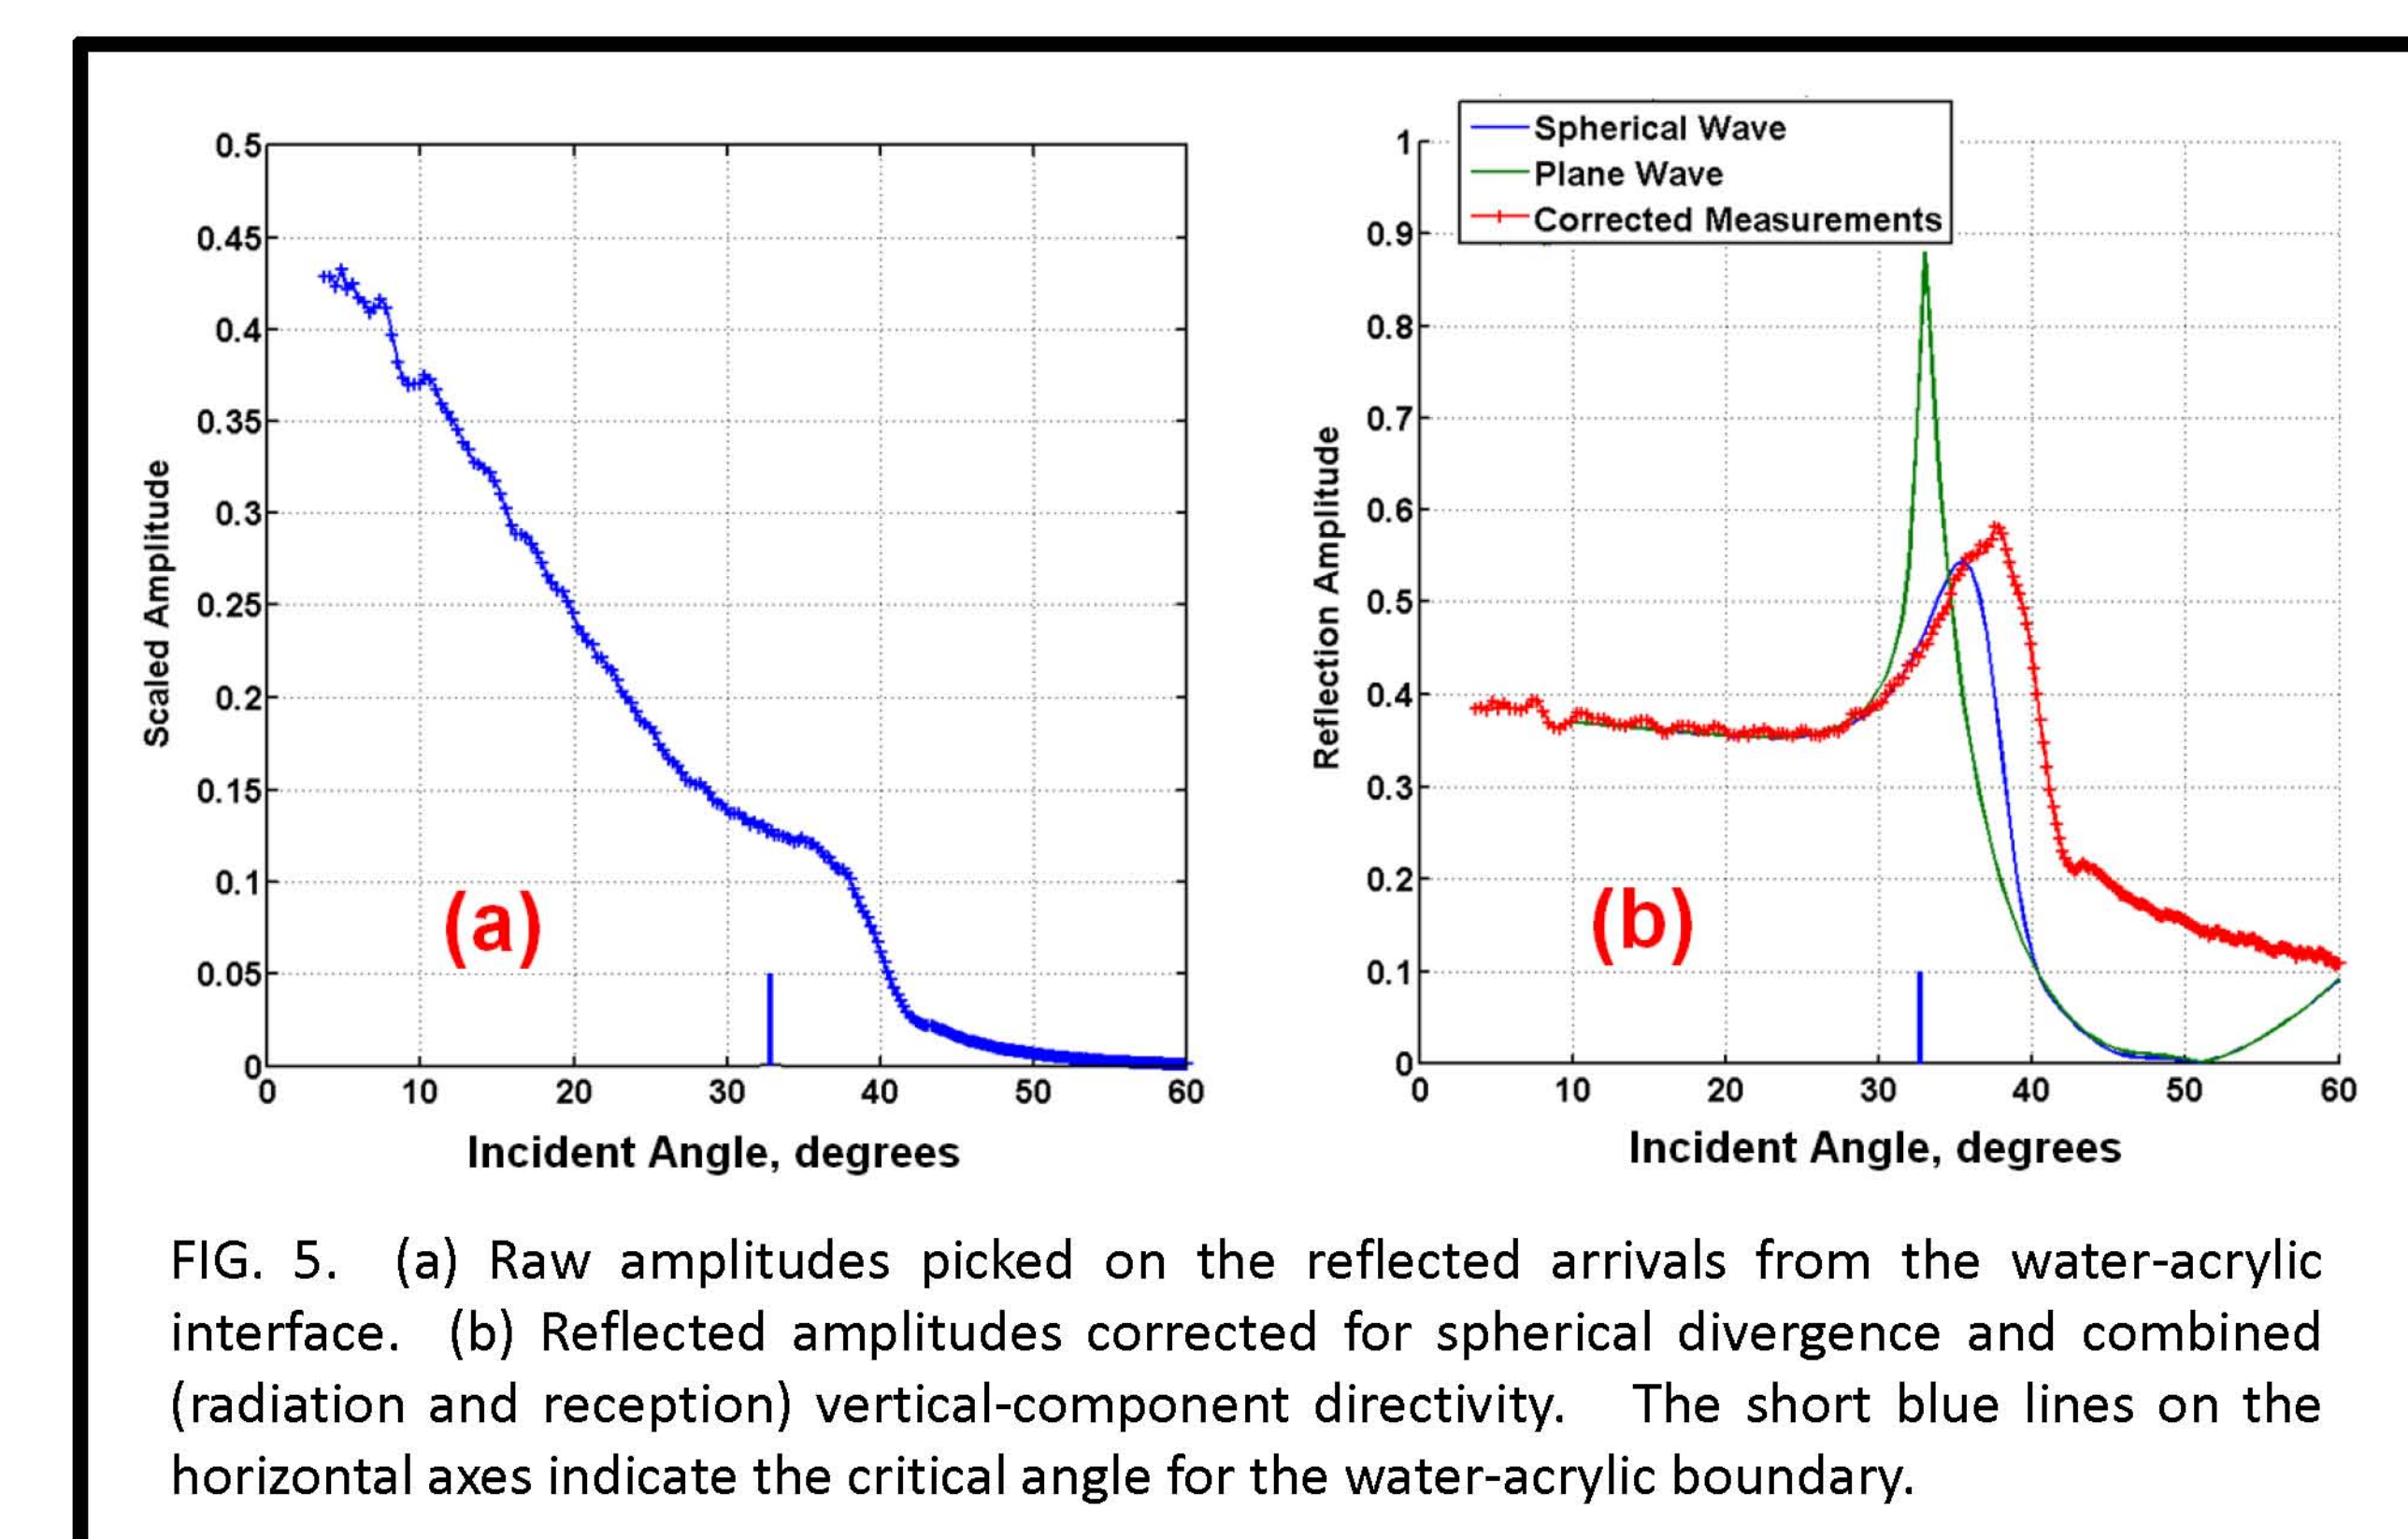 0.5
0.45
0.4
0.35
0.3
0.25
0.2
0.15
0.1
0.05
0
0 10 20 30 40 50 60
Scaled Amplitude
Incident Angle, degrees
(a)
Spherical Wave
Plane Wave
Corrected Measurements
1
0.9
0.8
0.7
0.6
0.5
0.4
0.3
0.2
0.1
0
0 10 20 30 40 50 60
Reflection Amplitude
Incident Angle, degrees
(b)
FIG. 5. (a) Raw amplitudes picked on the reflected arrivals from the water-acrylic
interface. (b) Reflected amplitudes corrected for spherical divergence and combined
(radiation and reception) vertical-component directivity. The short blue lines on the
horizontal axes indicate the critical angle for the water-acrylic boundary.